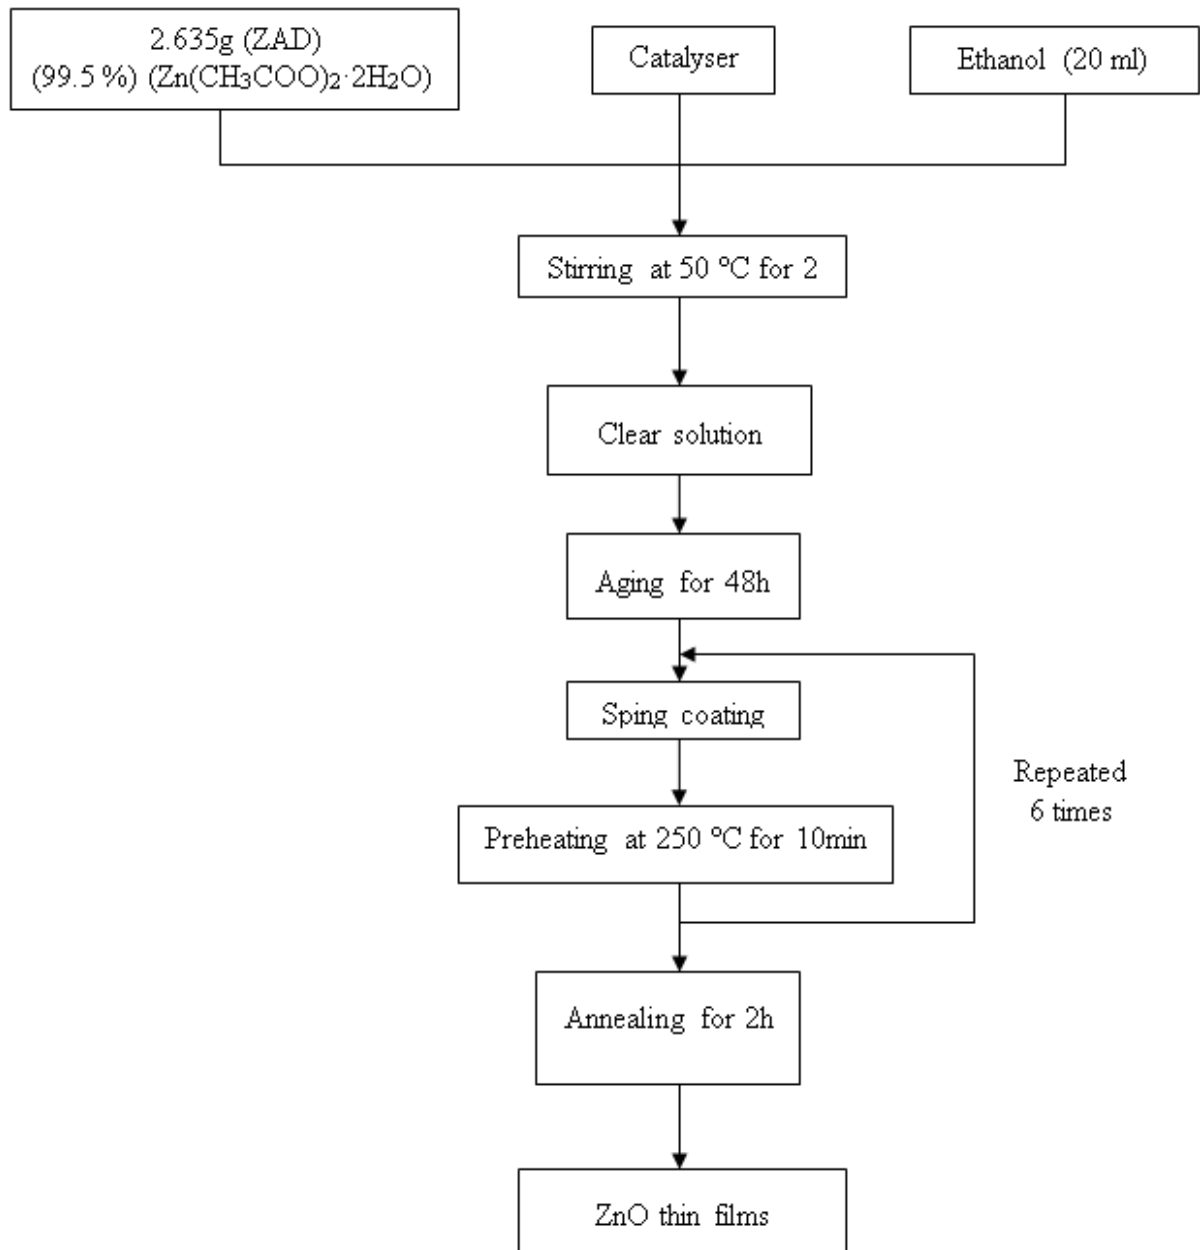 2.635g (ZAD)
(99.5 %) (Zn(CH₃COO)₂·2H₂O)
Catalyser
Ethanol (20 ml)
Stirring at 50 °C for 2
Clear solution
Aging for 48h
Sping coating
Preheating at 250 °C for 10min
Repeated
6 times
Annealing for 2h
ZnO thin films